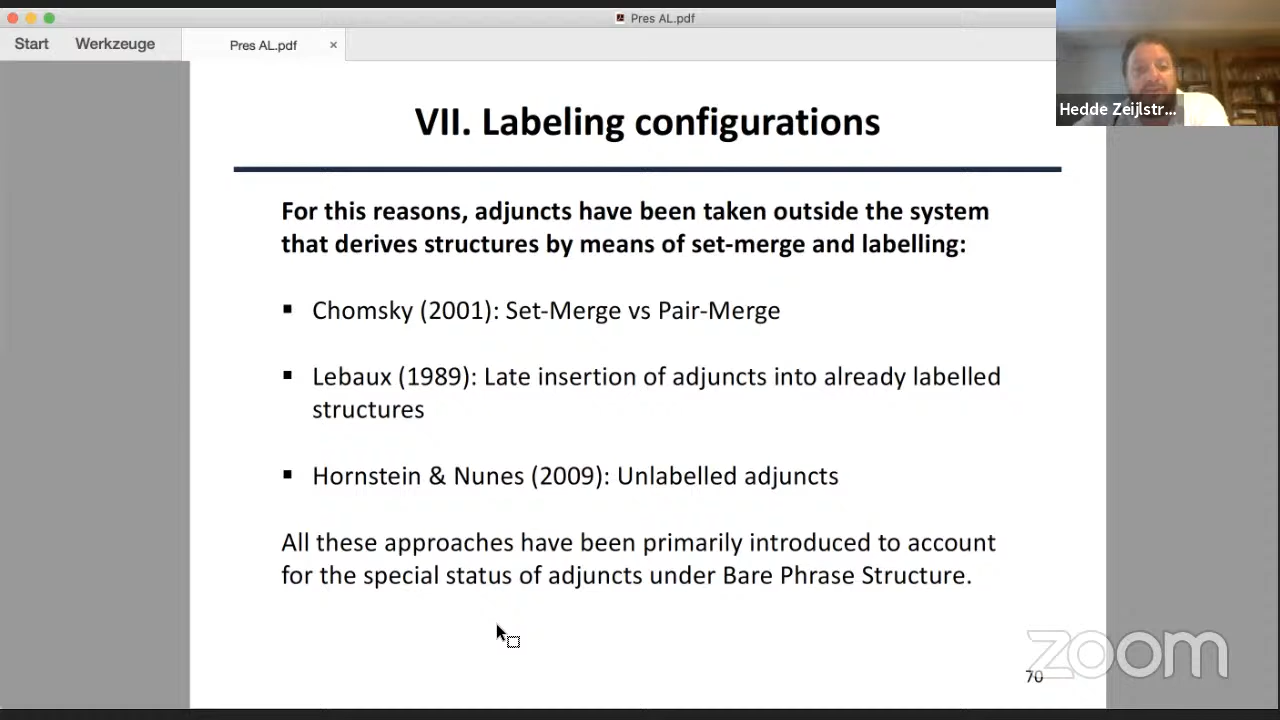 Pres AL.pdf
Start Werkzeuge Pres AL.pdf ×
Hedde Zeijlstr...
VII. Labeling configurations
For this reasons, adjuncts have been taken outside the system
that derives structures by means of set-merge and labelling:
▪ Chomsky (2001): Set-Merge vs Pair-Merge
▪ Lebaux (1989): Late insertion of adjuncts into already labelled
structures
▪ Hornstein & Nunes (2009): Unlabelled adjuncts
All these approaches have been primarily introduced to account
for the special status of adjuncts under Bare Phrase Structure.
zoom
70